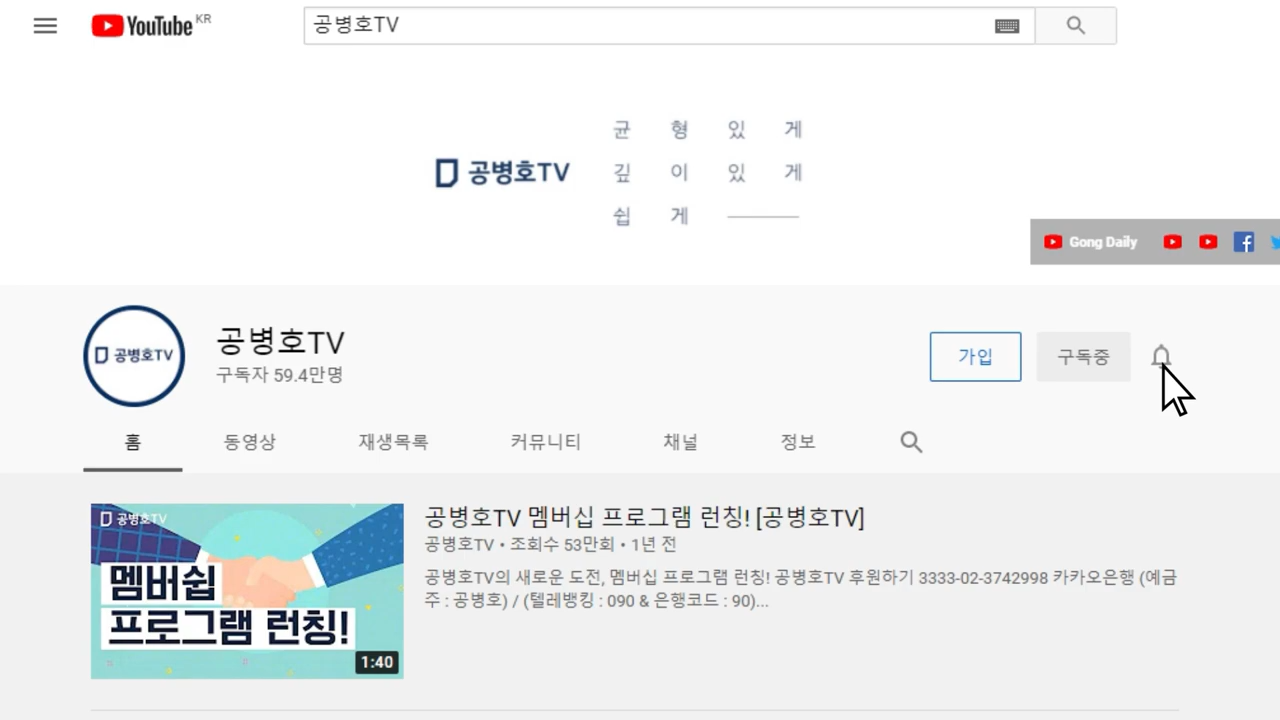 YouTube KR
공병호TV
균 형 있 게
공병호TV
깊 이 있 게
쉽 게
Gong Daily
공병호TV
공병호TV
구독자 59.4만명
가입
구독중
홈
동영상
재생목록
커뮤니티
채널
정보
공병호TV
멤버쉽
프로그램 런칭!
1:40
공병호TV 멤버십 프로그램 런칭! [공병호TV]
공병호TV • 조회수 53만회 • 1년 전
공병호TV의 새로운 도전, 멤버십 프로그램 런칭! 공병호TV 후원하기 3333-02-3742998 카카오은행 (예금
주 : 공병호) / (텔레뱅킹 : 090 & 은행코드 : 90)...